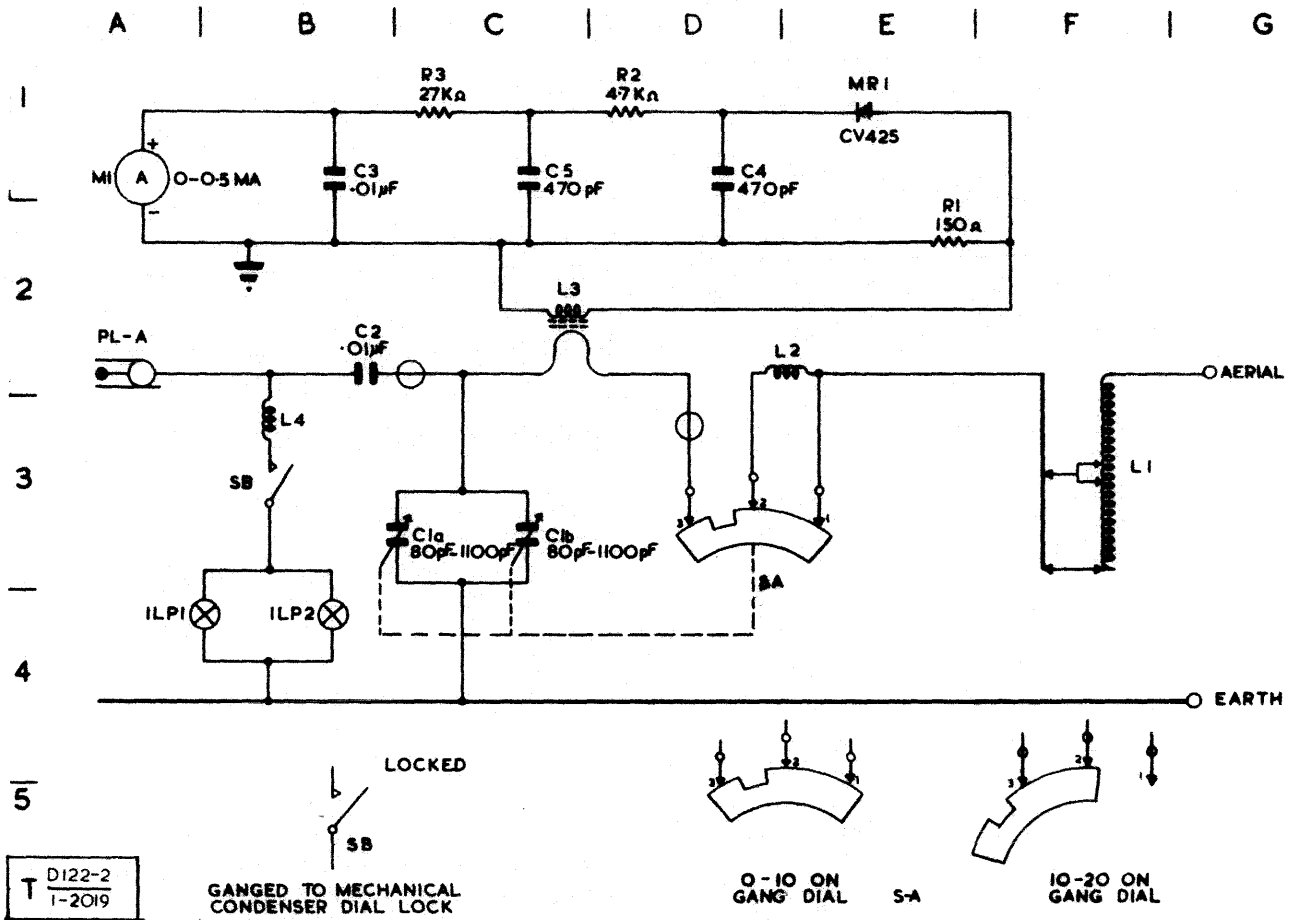 A | B | C | D | E | F | G
1
R3
27KΩ
R2
4·7KΩ
MR1
CV425
+
M1 A 0-0·5 MA
-
C3
·01µF
C5
470pF
C4
470pF
R1
150Ω
2
L3
PL-A
C2
·01µF
L2
AERIAL
L4
3
SB
C1a
80pF-1100pF
C1b
80pF-1100pF
3 2 1
SA
L1
ILP1
ILP2
4
EARTH
5
LOCKED
SB
3 2 1
3 2 1
T D122-2
1-2019
GANGED TO MECHANICAL
CONDENSER DIAL LOCK
0-10 ON
GANG DIAL
S-A
10-20 ON
GANG DIAL